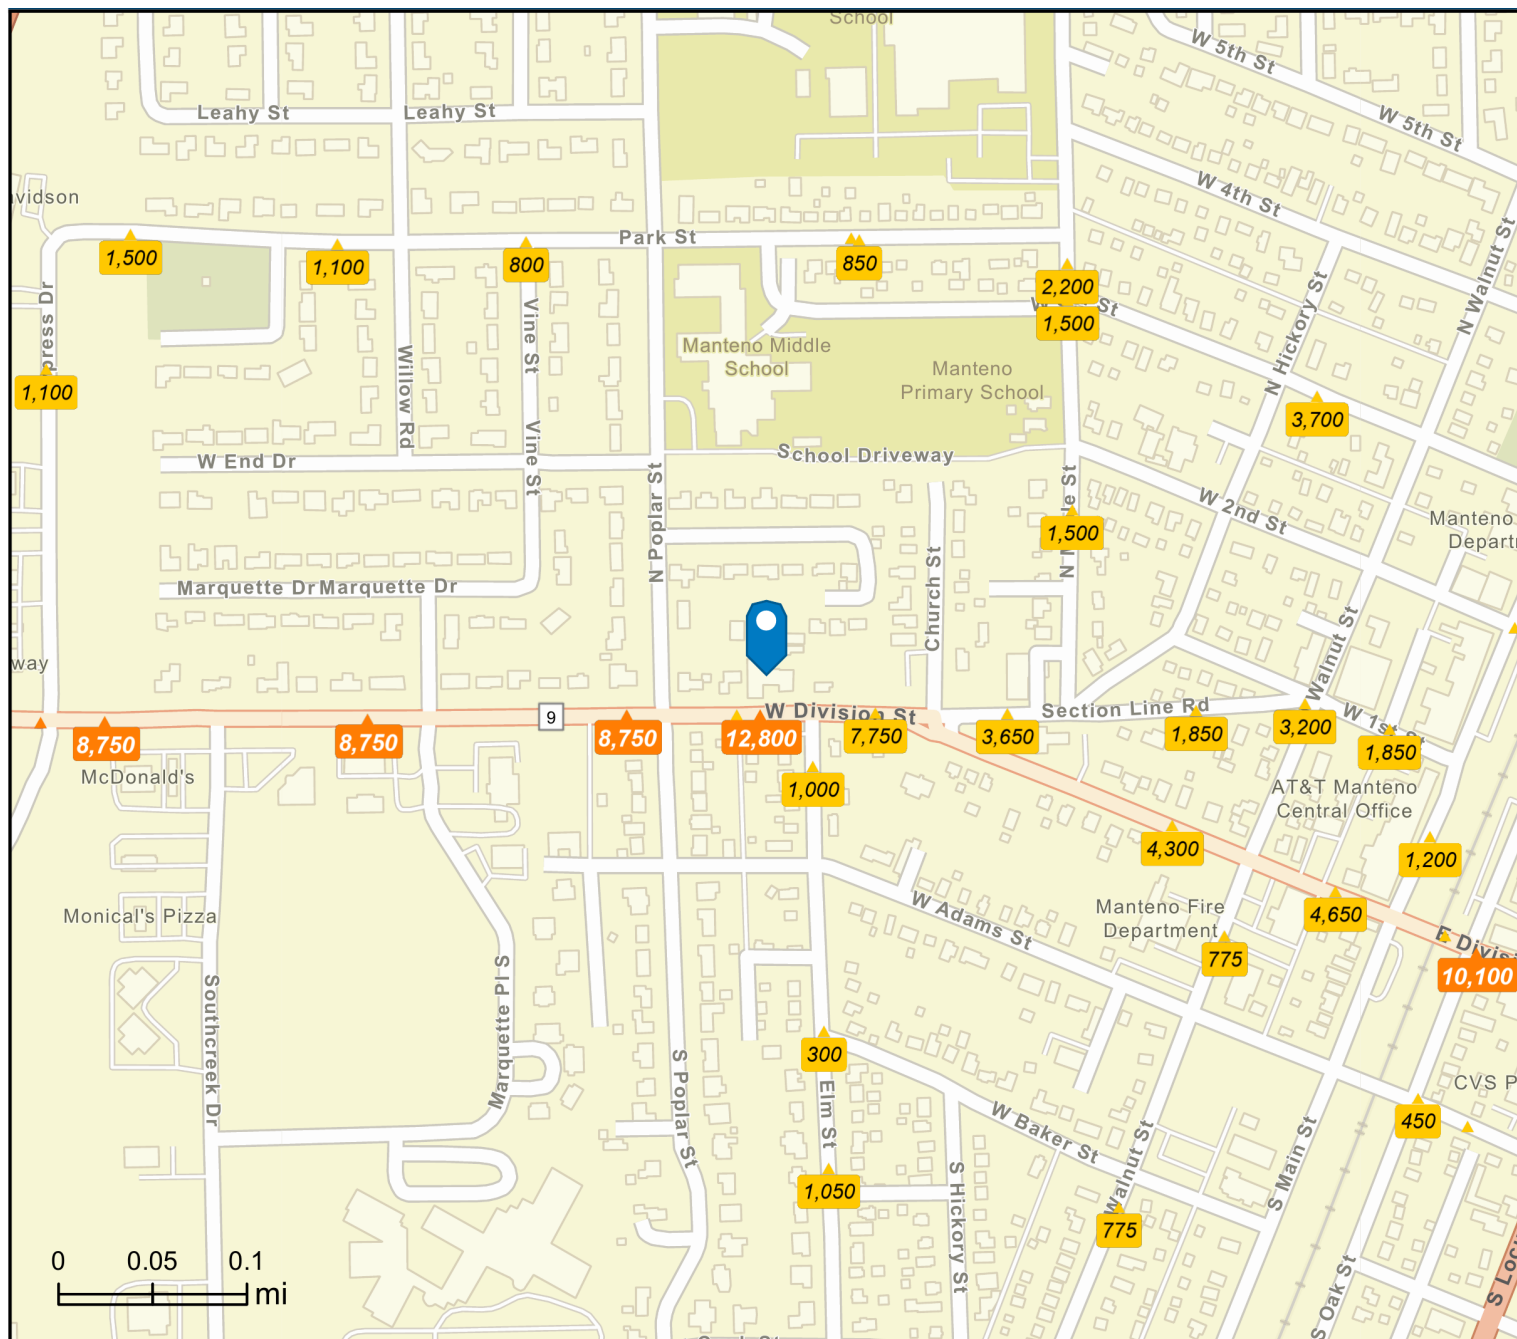 School
W 5th St
W 5th St
Leahy St
Leahy St
vidson
W 4th St
N Walnut St
Park St
1,500
1,100
800
850
2,200
1,500
press Dr
Vine St
N Hickory St
Manteno Middle
School
Manteno
Primary School
Willow Rd
1,100
3,700
Vine St
W End Dr
School Driveway
N Poplar St
W 2nd St
Manteno
Depart
1,500
Church St
Marquette Dr
Marquette Dr
way
Walnut St
9
W Division St
Section Line Rd
W 1st St
8,750
8,750
8,750
12,800
7,750
3,650
1,850
3,200
1,850
McDonald's
1,000
AT&T Manteno
Central Office
4,300
1,200
Monical's Pizza
W Adams St
Manteno Fire
Department
4,650
775
E Divis
10,100
Southcreek Dr
Marquette Pl S
300
S Poplar St
Elm St
CVS P
450
W Baker St
Walnut St
S Main St
1,050
S Hickory St
775
S Oak St
S Loc
0 0.05 0.1
mi